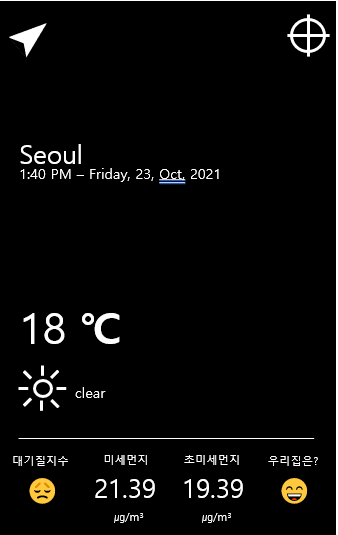 Seoul
1:40 PM – Friday, 23, Oct. 2021
18 ℃
clear
대기질지수 미세먼지 초미세먼지 우리집은?
21.39 19.39
μg/m³ μg/m³